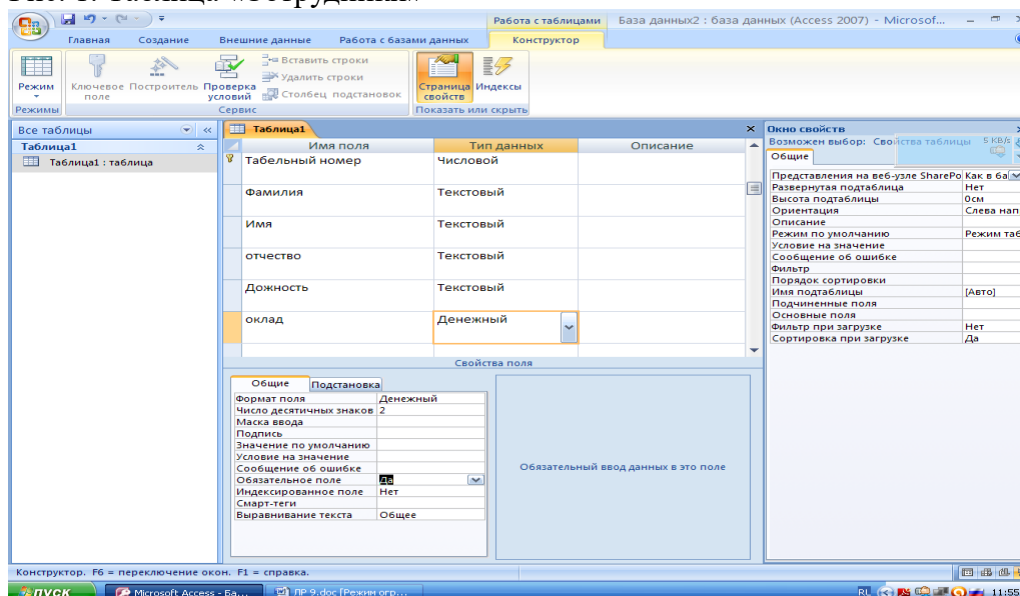 Работа с таблицами База данных2 : база данных (Access 2007) - Microsof...
Главная Создание Внешние данные Работа с базами данных Конструктор
Режим
Режимы
Ключевое поле
Построитель
Проверка условий
Вставить строки
Удалить строки
Столбец подстановок
Сервис
Страница свойств
Индексы
Показать или скрыть
Все таблицы
Таблица1
Таблица1 : таблица
Таблица1
Имя поля Тип данных Описание
Табельный номер Числовой
Фамилия Текстовый
Имя Текстовый
отчество Текстовый
Дожность Текстовый
оклад Денежный
Свойства поля
Общие Подстановка
Формат поля Денежный
Число десятичных знаков 2
Маска ввода
Подпись
Значение по умолчанию
Условие на значение
Сообщение об ошибке
Обязательное поле Да
Индексированное поле Нет
Смарт-теги
Выравнивание текста Общее
Обязательный ввод данных в это поле
Окно свойств
Возможен выбор: Свойства таблицы 5 KB/s
Общие
Представления на веб-узле SharePo Как в ба
Развернутая подтаблица Нет
Высота подтаблицы 0см
Ориентация Слева нап
Описание
Режим по умолчанию Режим таб
Условие на значение
Сообщение об ошибке
Фильтр
Порядок сортировки
Имя подтаблицы [Авто]
Подчиненные поля
Основные поля
Фильтр при загрузке Нет
Сортировка при загрузке Да
Конструктор. F6 = переключение окон. F1 = справка.
пуск Microsoft Access - Ба... ПР 9.doc [Режим огр... RU 11:55